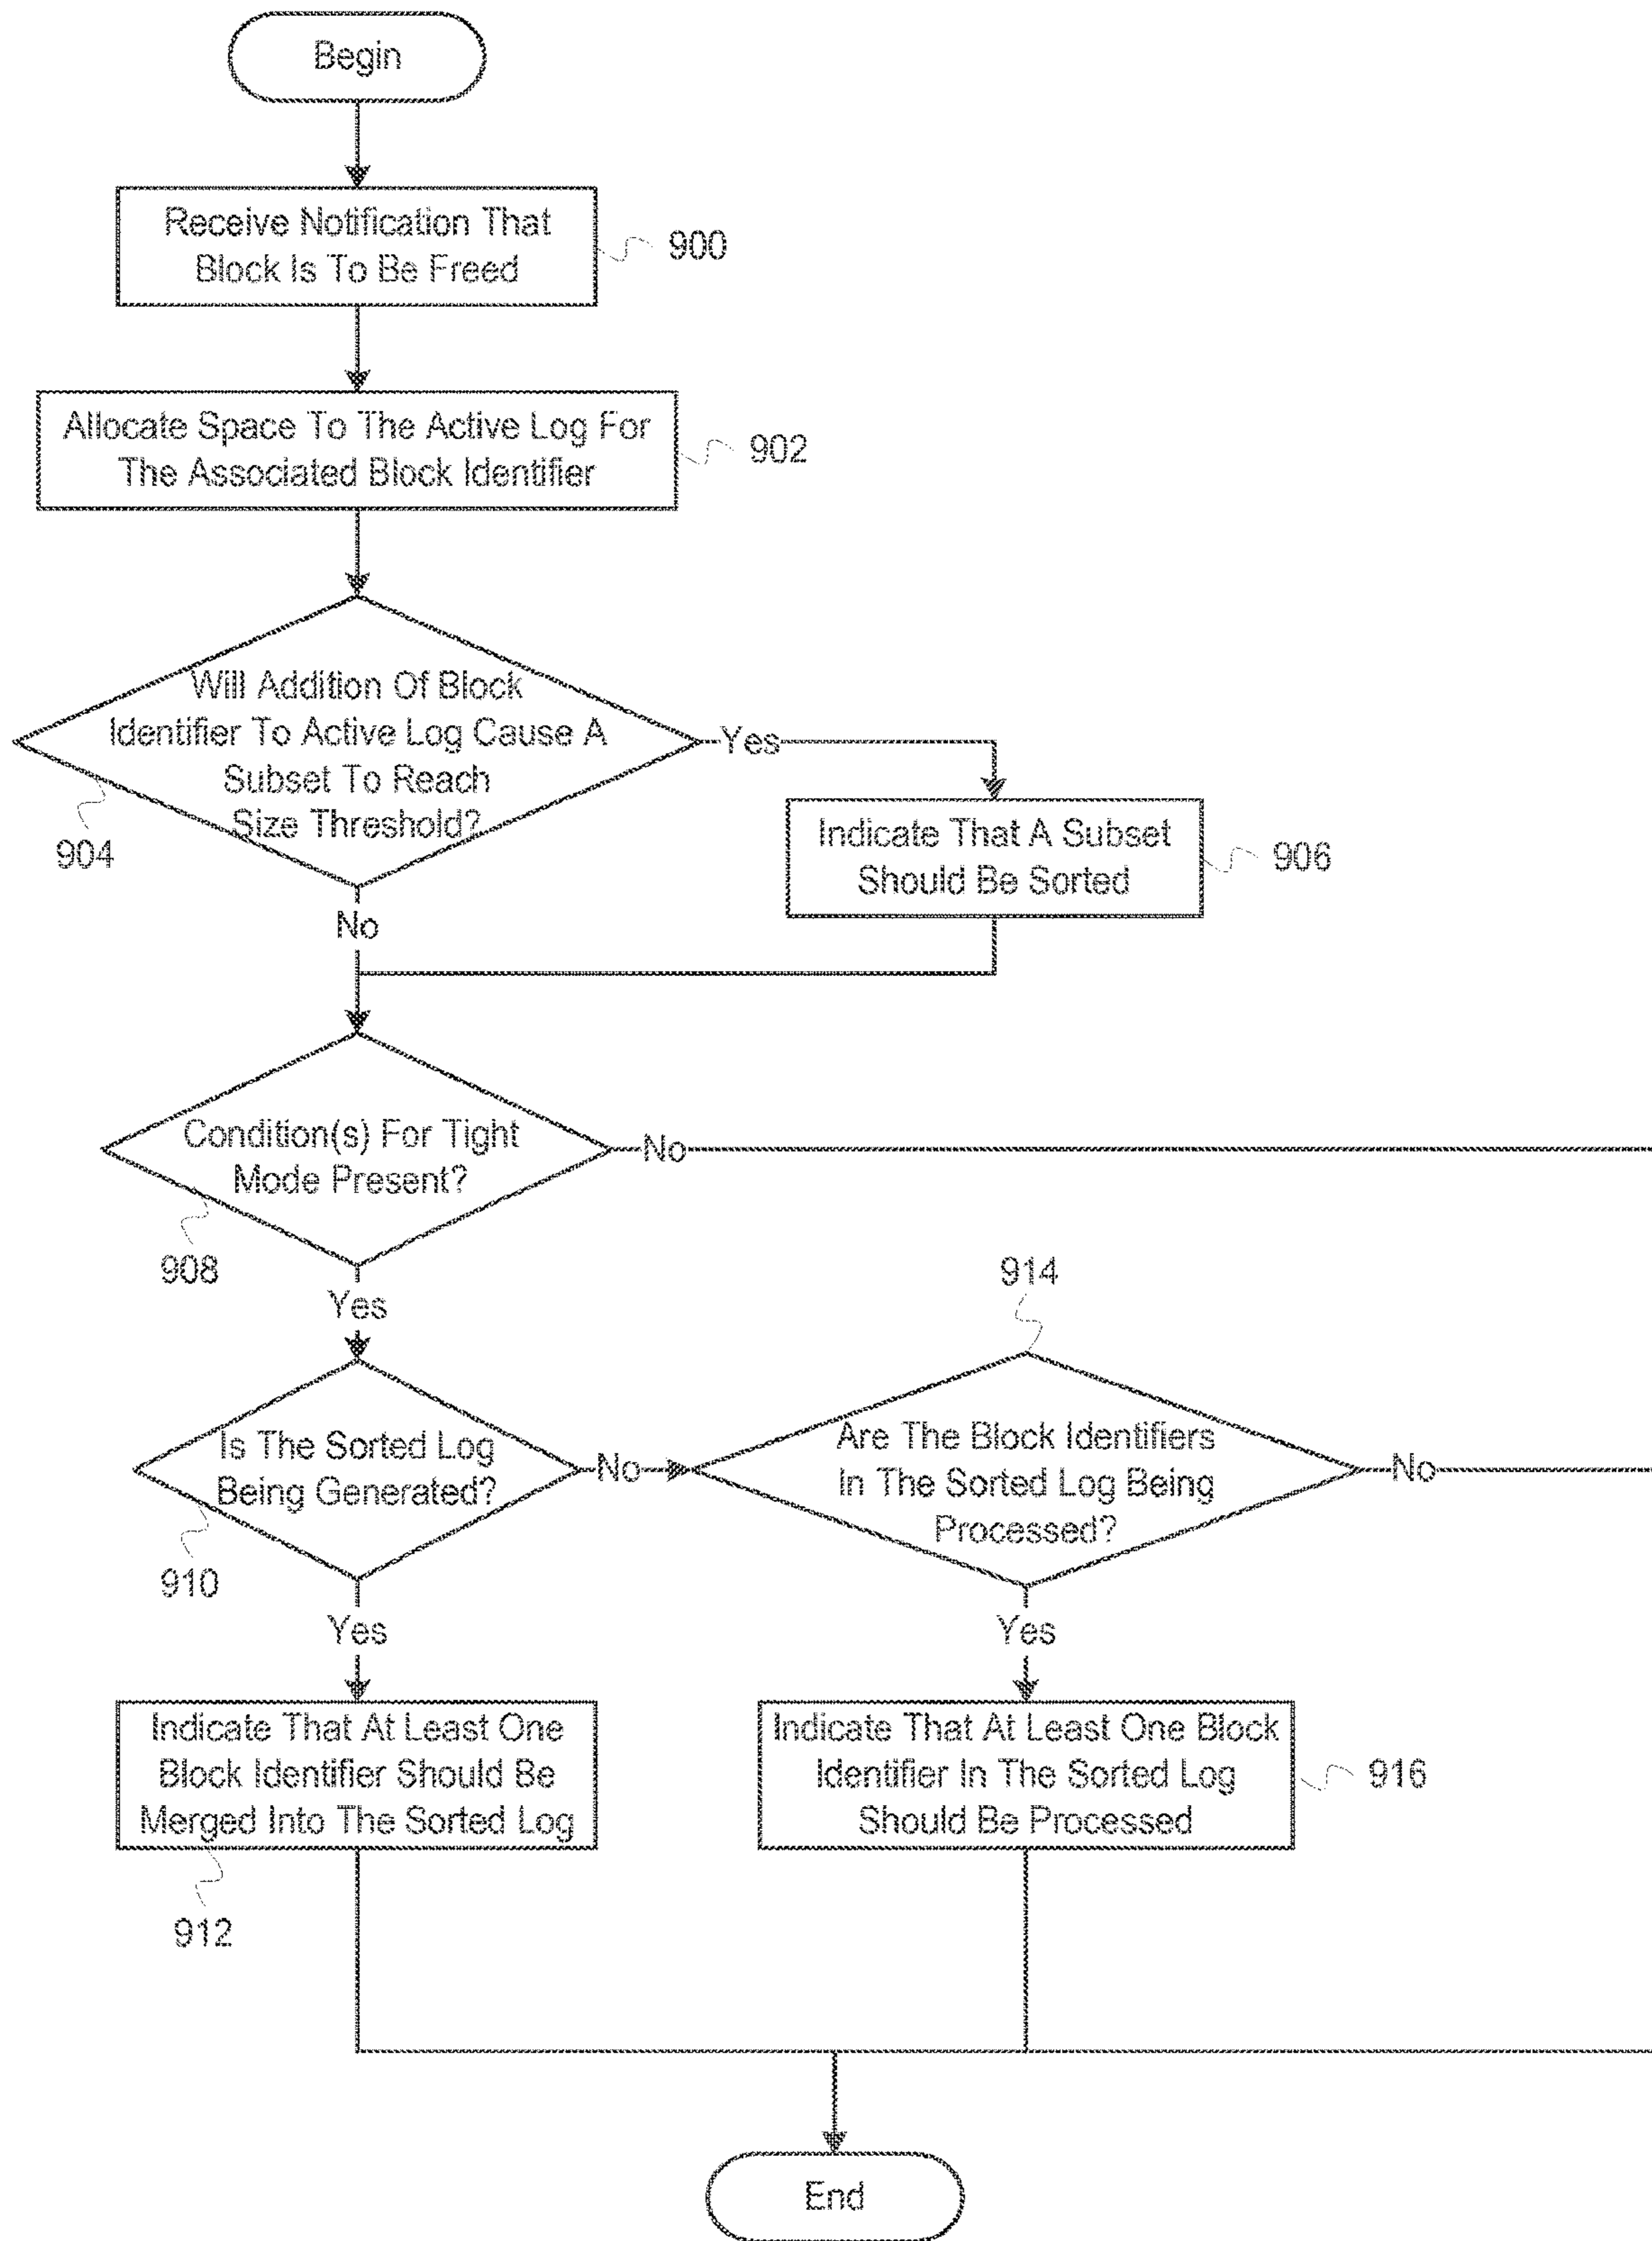 Begin
Receive Notification That
Block Is To Be Freed
900
Allocate Space To The Active Log For
The Associated Block Identifier
902
Will Addition Of Block
Identifier To Active Log Cause A
Subset To Reach
Size Threshold?
904
Yes
Indicate That A Subset
Should Be Sorted
906
No
Condition(s) For Tight
Mode Present?
908
No
Yes
Is The Sorted Log
Being Generated?
910
No
914
Are The Block Identifiers
In The Sorted Log Being
Processed?
No
Yes
Yes
Indicate That At Least One
Block Identifier Should Be
Merged Into The Sorted Log
912
Indicate That At Least One Block
Identifier In The Sorted Log
Should Be Processed
916
End